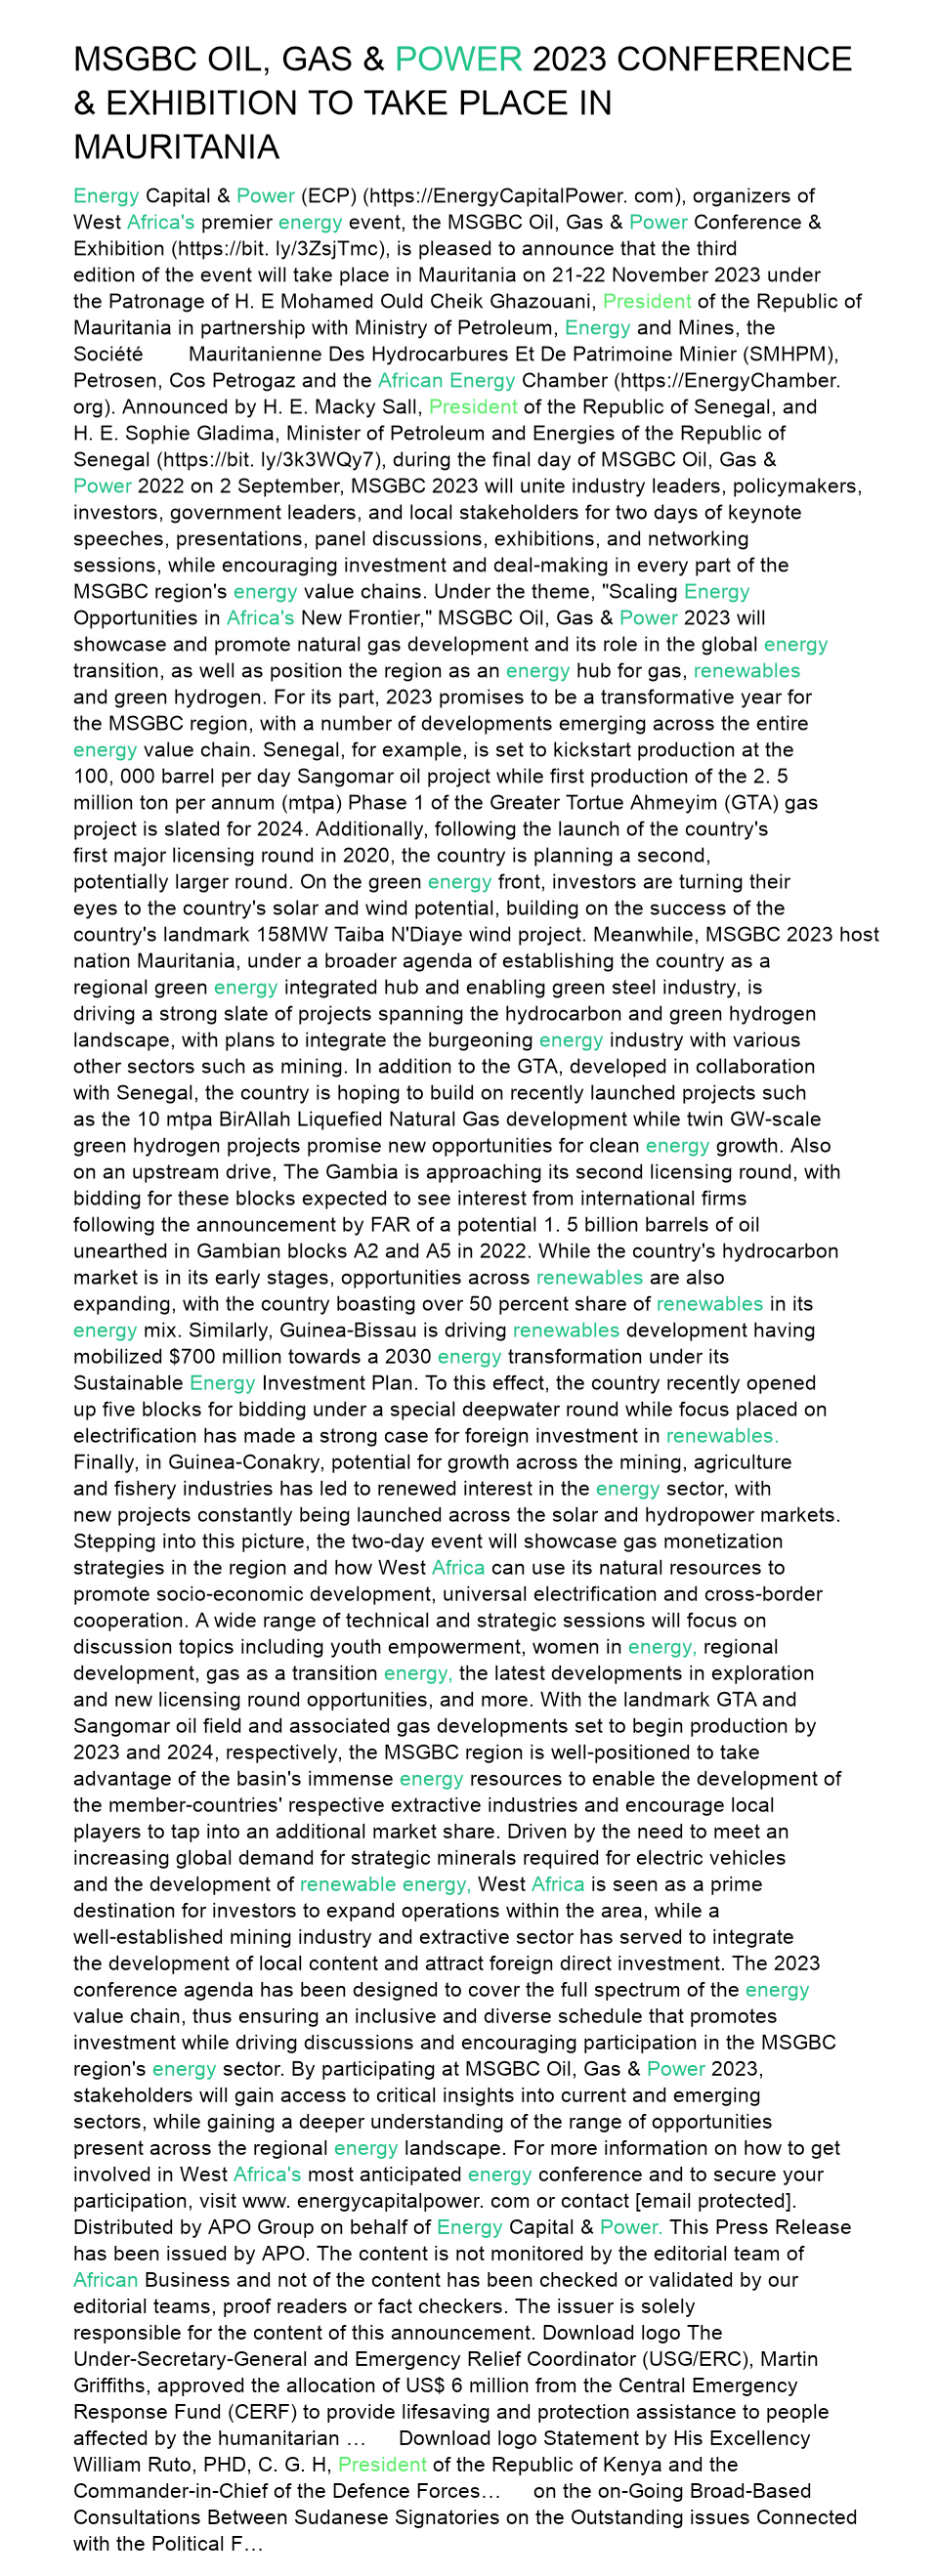 MSGBC OIL, GAS & POWER 2023 CONFERENCE
& EXHIBITION TO TAKE PLACE IN
MAURITANIA
Energy Capital & Power (ECP) (https://EnergyCapitalPower. com), organizers of
West Africa's premier energy event, the MSGBC Oil, Gas & Power Conference &
Exhibition (https://bit. ly/3ZsjTmc), is pleased to announce that the third
edition of the event will take place in Mauritania on 21-22 November 2023 under
the Patronage of H. E Mohamed Ould Cheik Ghazouani, President of the Republic of
Mauritania in partnership with Ministry of Petroleum, Energy and Mines, the
Société Mauritanienne Des Hydrocarbures Et De Patrimoine Minier (SMHPM),
Petrosen, Cos Petrogaz and the African Energy Chamber (https://EnergyChamber.
org). Announced by H. E. Macky Sall, President of the Republic of Senegal, and
H. E. Sophie Gladima, Minister of Petroleum and Energies of the Republic of
Senegal (https://bit. ly/3k3WQy7), during the final day of MSGBC Oil, Gas &
Power 2022 on 2 September, MSGBC 2023 will unite industry leaders, policymakers,
investors, government leaders, and local stakeholders for two days of keynote
speeches, presentations, panel discussions, exhibitions, and networking
sessions, while encouraging investment and deal-making in every part of the
MSGBC region's energy value chains. Under the theme, "Scaling Energy
Opportunities in Africa's New Frontier," MSGBC Oil, Gas & Power 2023 will
showcase and promote natural gas development and its role in the global energy
transition, as well as position the region as an energy hub for gas, renewables
and green hydrogen. For its part, 2023 promises to be a transformative year for
the MSGBC region, with a number of developments emerging across the entire
energy value chain. Senegal, for example, is set to kickstart production at the
100, 000 barrel per day Sangomar oil project while first production of the 2. 5
million ton per annum (mtpa) Phase 1 of the Greater Tortue Ahmeyim (GTA) gas
project is slated for 2024. Additionally, following the launch of the country's
first major licensing round in 2020, the country is planning a second,
potentially larger round. On the green energy front, investors are turning their
eyes to the country's solar and wind potential, building on the success of the
country's landmark 158MW Taiba N'Diaye wind project. Meanwhile, MSGBC 2023 host
nation Mauritania, under a broader agenda of establishing the country as a
regional green energy integrated hub and enabling green steel industry, is
driving a strong slate of projects spanning the hydrocarbon and green hydrogen
landscape, with plans to integrate the burgeoning energy industry with various
other sectors such as mining. In addition to the GTA, developed in collaboration
with Senegal, the country is hoping to build on recently launched projects such
as the 10 mtpa BirAllah Liquefied Natural Gas development while twin GW-scale
green hydrogen projects promise new opportunities for clean energy growth. Also
on an upstream drive, The Gambia is approaching its second licensing round, with
bidding for these blocks expected to see interest from international firms
following the announcement by FAR of a potential 1. 5 billion barrels of oil
unearthed in Gambian blocks A2 and A5 in 2022. While the country's hydrocarbon
market is in its early stages, opportunities across renewables are also
expanding, with the country boasting over 50 percent share of renewables in its
energy mix. Similarly, Guinea-Bissau is driving renewables development having
mobilized $700 million towards a 2030 energy transformation under its
Sustainable Energy Investment Plan. To this effect, the country recently opened
up five blocks for bidding under a special deepwater round while focus placed on
electrification has made a strong case for foreign investment in renewables.
Finally, in Guinea-Conakry, potential for growth across the mining, agriculture
and fishery industries has led to renewed interest in the energy sector, with
new projects constantly being launched across the solar and hydropower markets.
Stepping into this picture, the two-day event will showcase gas monetization
strategies in the region and how West Africa can use its natural resources to
promote socio-economic development, universal electrification and cross-border
cooperation. A wide range of technical and strategic sessions will focus on
discussion topics including youth empowerment, women in energy, regional
development, gas as a transition energy, the latest developments in exploration
and new licensing round opportunities, and more. With the landmark GTA and
Sangomar oil field and associated gas developments set to begin production by
2023 and 2024, respectively, the MSGBC region is well-positioned to take
advantage of the basin's immense energy resources to enable the development of
the member-countries' respective extractive industries and encourage local
players to tap into an additional market share. Driven by the need to meet an
increasing global demand for strategic minerals required for electric vehicles
and the development of renewable energy, West Africa is seen as a prime
destination for investors to expand operations within the area, while a
well-established mining industry and extractive sector has served to integrate
the development of local content and attract foreign direct investment. The 2023
conference agenda has been designed to cover the full spectrum of the energy
value chain, thus ensuring an inclusive and diverse schedule that promotes
investment while driving discussions and encouraging participation in the MSGBC
region's energy sector. By participating at MSGBC Oil, Gas & Power 2023,
stakeholders will gain access to critical insights into current and emerging
sectors, while gaining a deeper understanding of the range of opportunities
present across the regional energy landscape. For more information on how to get
involved in West Africa's most anticipated energy conference and to secure your
participation, visit www. energycapitalpower. com or contact [email protected].
Distributed by APO Group on behalf of Energy Capital & Power. This Press Release
has been issued by APO. The content is not monitored by the editorial team of
African Business and not of the content has been checked or validated by our
editorial teams, proof readers or fact checkers. The issuer is solely
responsible for the content of this announcement. Download logo The
Under-Secretary-General and Emergency Relief Coordinator (USG/ERC), Martin
Griffiths, approved the allocation of US$ 6 million from the Central Emergency
Response Fund (CERF) to provide lifesaving and protection assistance to people
affected by the humanitarian … Download logo Statement by His Excellency
William Ruto, PHD, C. G. H, President of the Republic of Kenya and the
Commander-in-Chief of the Defence Forces… on the on-Going Broad-Based
Consultations Between Sudanese Signatories on the Outstanding issues Connected
with the Political F…